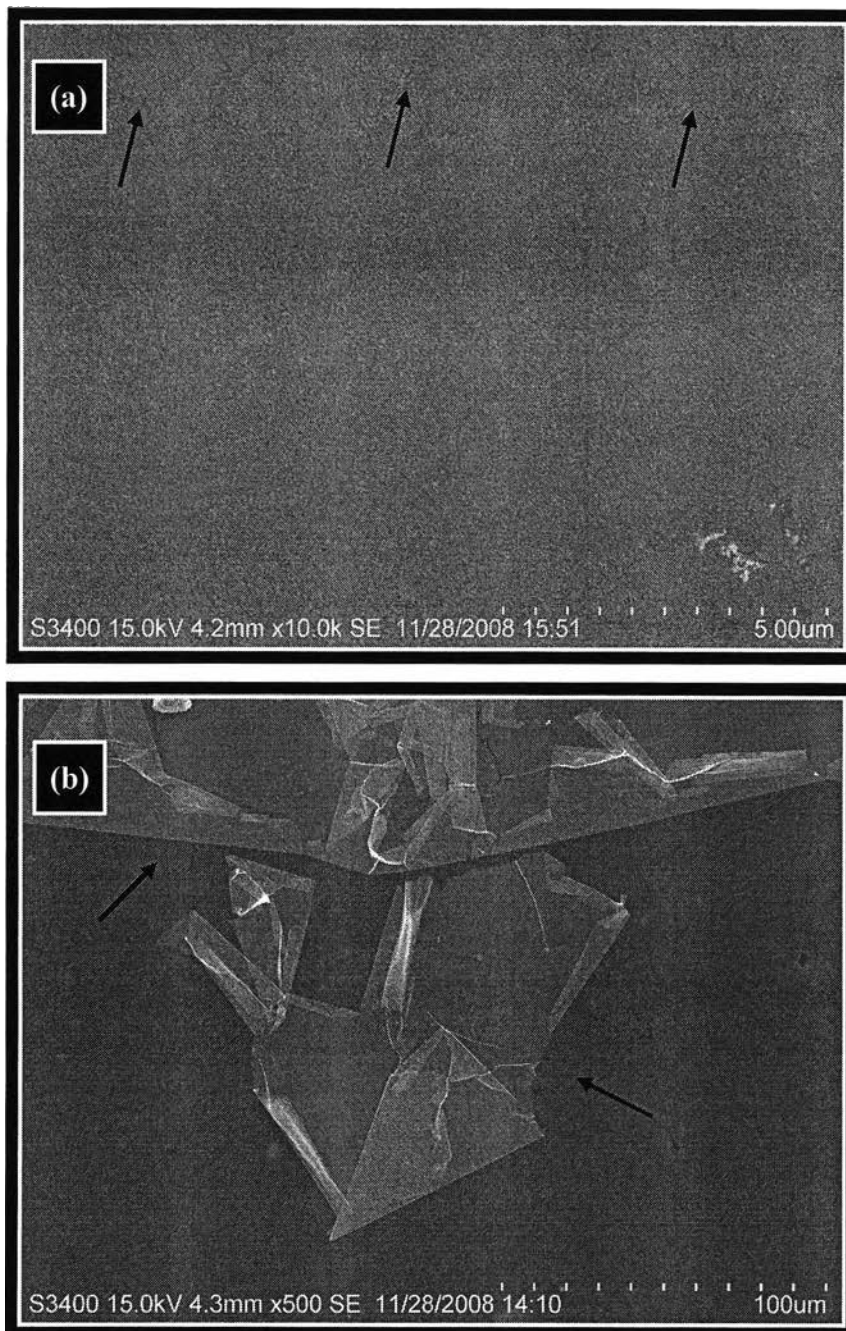 (a)
S3400 15.0kV 4.2mm x10.0k SE 11/28/2008 15:51 5.00um
(b)
S3400 15.0kV 4.3mm x500 SE 11/28/2008 14:10 100um